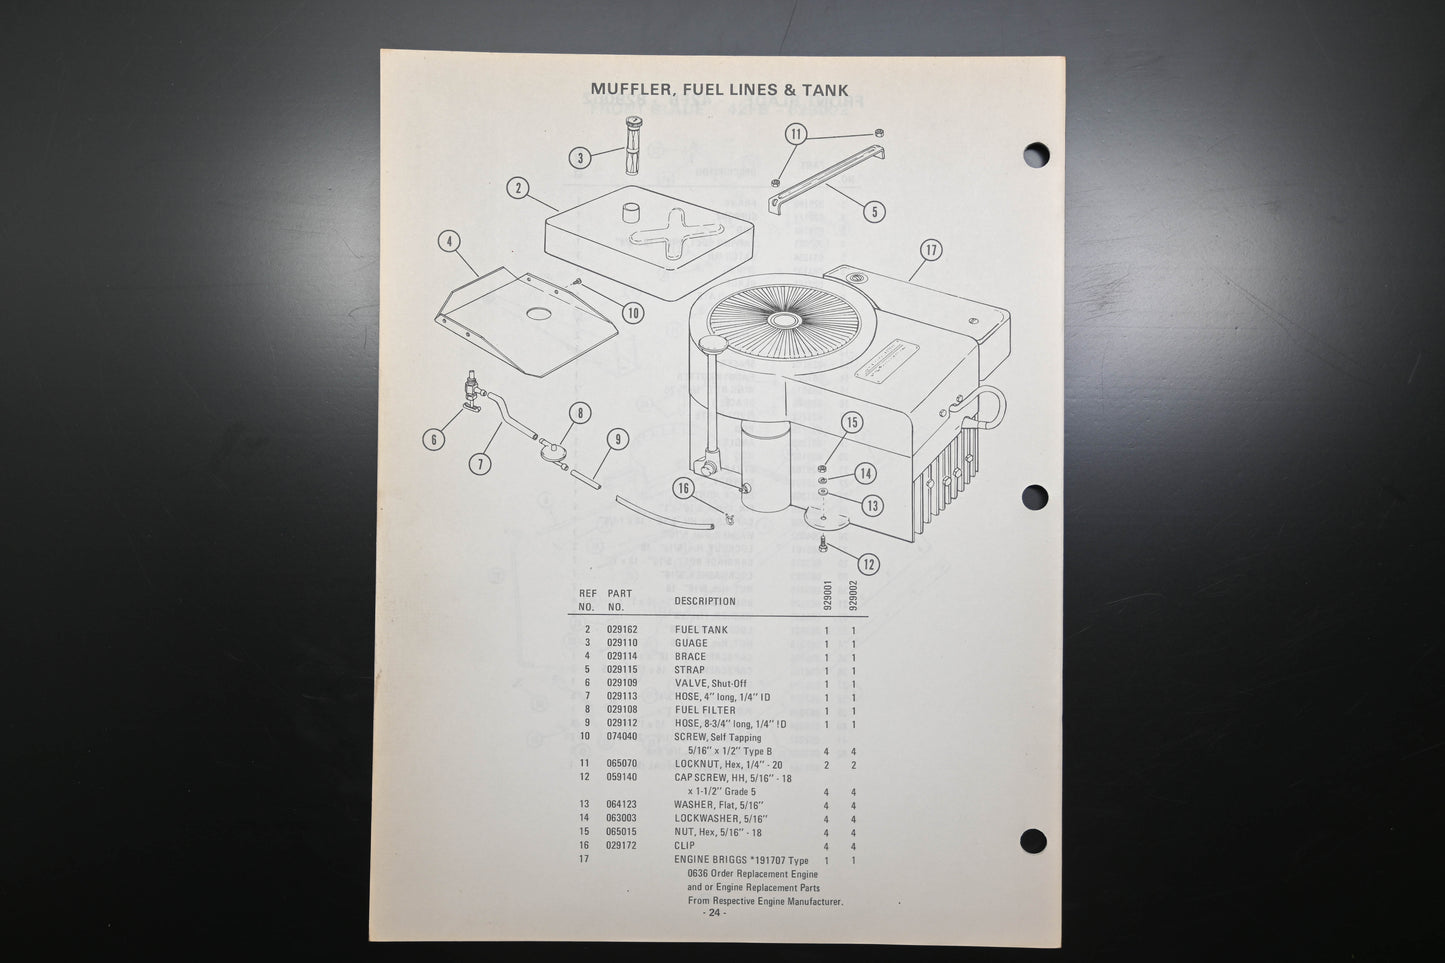 MUFFLER, FUEL LINES & TANK
3
11
2
5
4
17
10
6
7
8
9
15
14
16
13
12
REF PART DESCRIPTION 929001 929002
NO. NO.
2 029162 FUEL TANK 1 1
3 029110 GUAGE 1 1
4 029114 BRACE 1 1
5 029115 STRAP 1 1
6 029109 VALVE, Shut-Off 1 1
7 029113 HOSE, 4" long, 1/4" ID 1 1
8 029108 FUEL FILTER 1 1
9 029112 HOSE, 8-3/4" long, 1/4" ID 1 1
10 074040 SCREW, Self Tapping
5/16" x 1/2" Type B 4 4
11 065070 LOCKNUT, Hex, 1/4" - 20 2 2
12 059140 CAP SCREW, HH, 5/16" - 18
x 1-1/2" Grade 5 4 4
13 064123 WASHER, Flat, 5/16" 4 4
14 063003 LOCKWASHER, 5/16" 4 4
15 065015 NUT, Hex, 5/16" - 18 4 4
16 029172 CLIP 4 4
17 ENGINE BRIGGS *191707 Type 1 1
0636 Order Replacement Engine
and or Engine Replacement Parts
From Respective Engine Manufacturer.
- 24 -